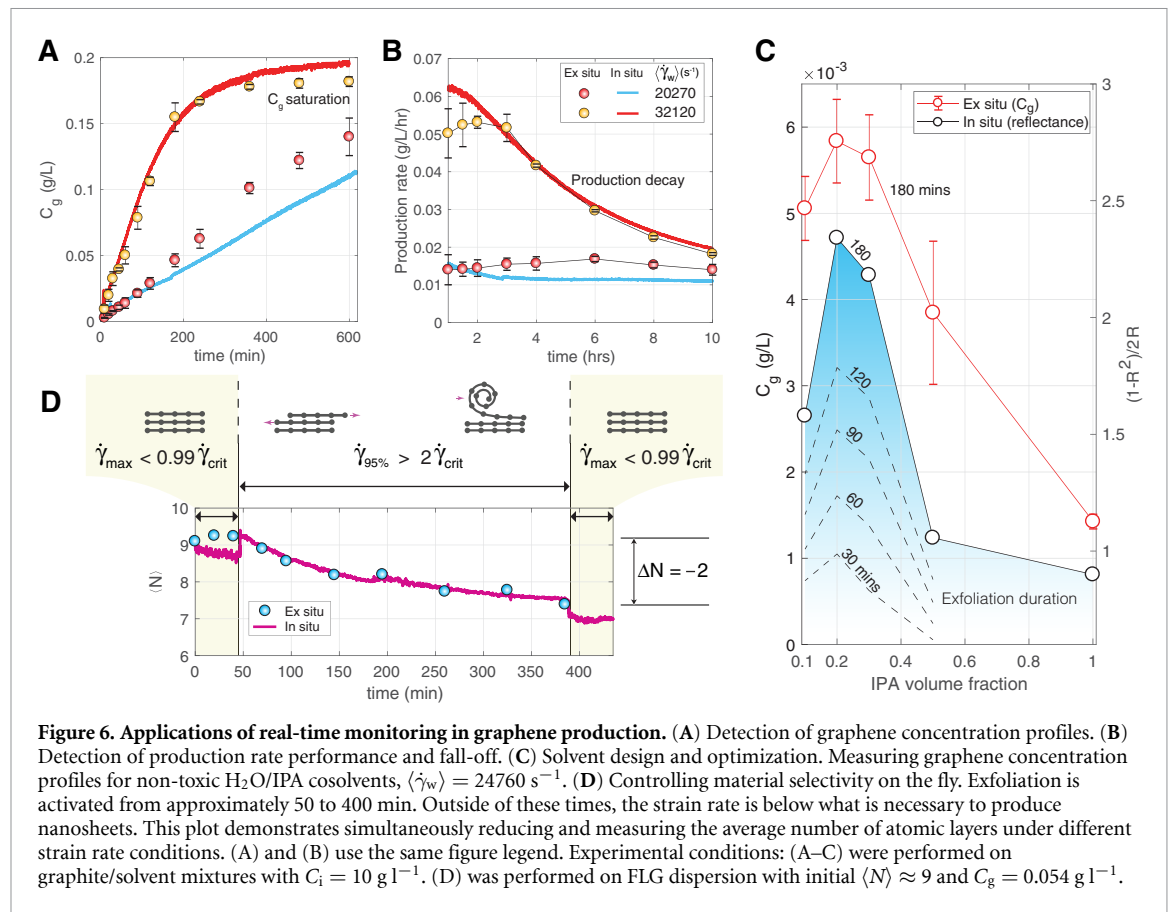 A
0.2
0.15
0.1
0.05
0
C_g (g/L)
C_g saturation
0 200 400 600
time (min)
B
0.07
0.06
0.05
0.04
0.03
0.02
0.01
0
Production rate (g/L/hr)
Ex situ In situ ⟨γ̇_w⟩(s⁻¹)
20270
32120
Production decay
2 4 6 8 10
time (hrs)
C
×10⁻³
6
5
4
3
2
1
0
C_g (g/L)
Ex situ (C_g)
In situ (reflectance)
180 mins
180
120
90
60
30 mins
Exfoliation duration
3
2.5
2
1.5
1
(1-R²)/2R
0.1 0.2 0.4 0.6 0.8 1
IPA volume fraction
D
γ̇_max < 0.99 γ̇_crit
γ̇_95% > 2 γ̇_crit
γ̇_max < 0.99 γ̇_crit
10
9
8
7
6
⟨N⟩
Ex situ
In situ
ΔN = −2
0 50 100 150 200 250 300 350 400
time (min)
Figure 6. Applications of real-time monitoring in graphene production. (A) Detection of graphene concentration profiles. (B)
Detection of production rate performance and fall-off. (C) Solvent design and optimization. Measuring graphene concentration
profiles for non-toxic H₂O/IPA cosolvents, ⟨γ̇_w⟩ = 24760 s⁻¹. (D) Controlling material selectivity on the fly. Exfoliation is
activated from approximately 50 to 400 min. Outside of these times, the strain rate is below what is necessary to produce
nanosheets. This plot demonstrates simultaneously reducing and measuring the average number of atomic layers under different
strain rate conditions. (A) and (B) use the same figure legend. Experimental conditions: (A–C) were performed on
graphite/solvent mixtures with C_i = 10 g l⁻¹. (D) was performed on FLG dispersion with initial ⟨N⟩ ≈ 9 and C_g = 0.054 g l⁻¹.